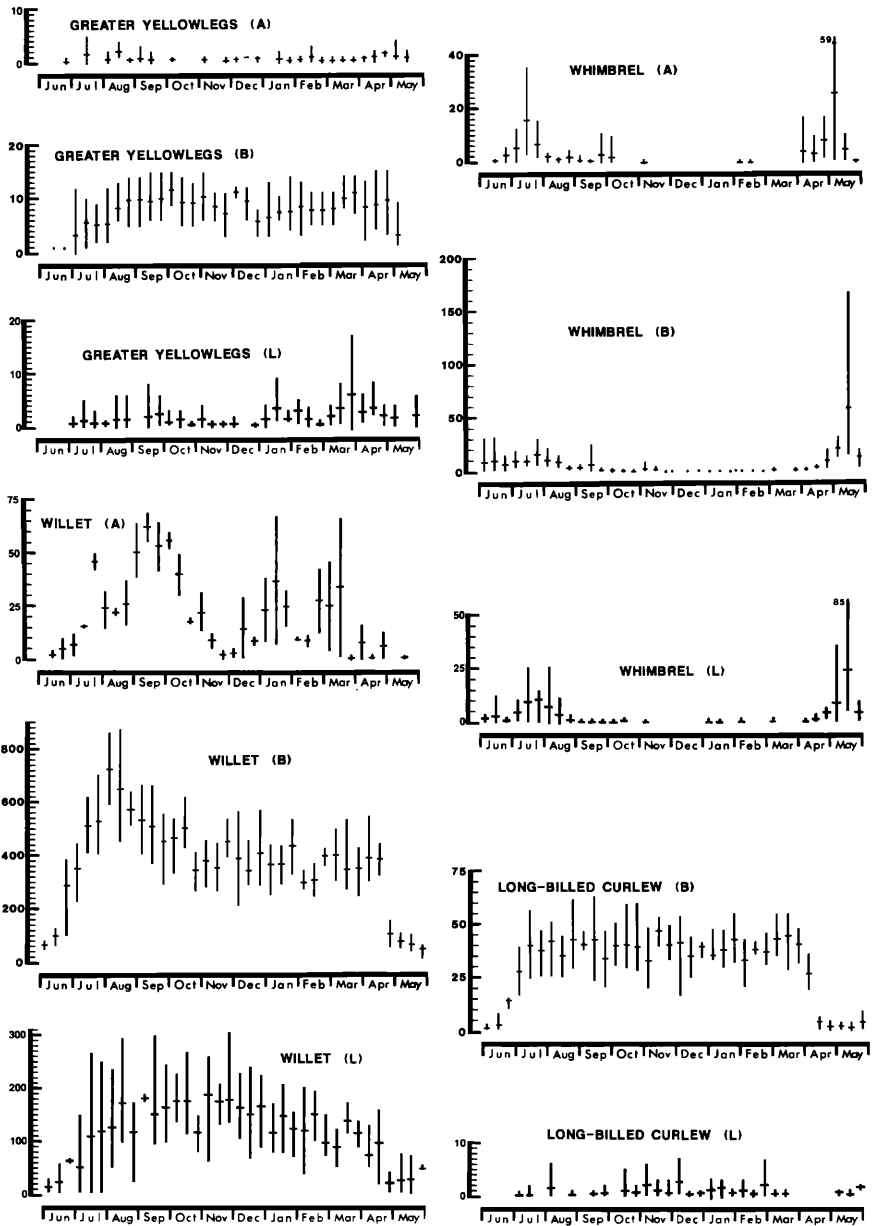 GREATER YELLOWLEGS (A)
10
0
Jun Jul Aug Sep Oct Nov Dec Jan Feb Mar Apr May
GREATER YELLOWLEGS (B)
20
10
0
Jun Jul Aug Sep Oct Nov Dec Jan Feb Mar Apr May
GREATER YELLOWLEGS (L)
20
10
0
Jun Jul Aug Sep Oct Nov Dec Jan Feb Mar Apr May
WILLET (A)
75
50
25
0
Jun Jul Aug Sep Oct Nov Dec Jan Feb Mar Apr May
WILLET (B)
800
600
400
200
0
Jun Jul Aug Sep Oct Nov Dec Jan Feb Mar Apr May
WILLET (L)
300
200
100
0
Jun Jul Aug Sep Oct Nov Dec Jan Feb Mar Apr May
WHIMBREL (A)
59
40
20
0
Jun Jul Aug Sep Oct Nov Dec Jan Feb Mar Apr May
WHIMBREL (B)
200
150
100
50
0
Jun Jul Aug Sep Oct Nov Dec Jan Feb Mar Apr May
WHIMBREL (L)
85
50
25
0
Jun Jul Aug Sep Oct Nov Dec Jan Feb Mar Apr May
LONG-BILLED CURLEW (B)
75
50
25
0
Jun Jul Aug Sep Oct Nov Dec Jan Feb Mar Apr May
LONG-BILLED CURLEW (L)
10
0
Jun Jul Aug Sep Oct Nov Dec Jan Feb Mar Apr May